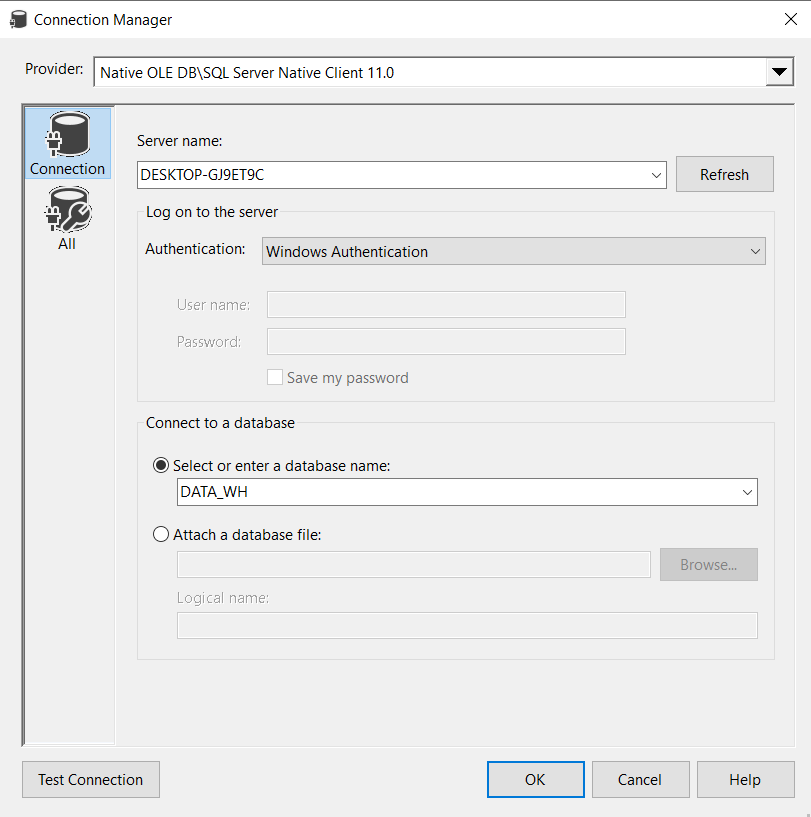 Connection Manager
Provider: Native OLE DB\SQL Server Native Client 11.0
Connection
All
Server name:
DESKTOP-GJ9ET9C Refresh
Log on to the server
Authentication: Windows Authentication
User name:
Password:
Save my password
Connect to a database
Select or enter a database name:
DATA_WH
Attach a database file:
Browse...
Logical name:
Test Connection OK Cancel Help